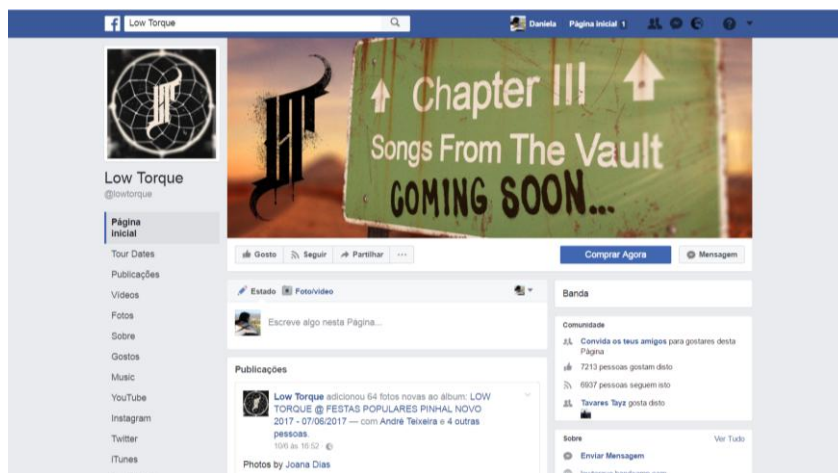 Low Torque
Daniela
Página inicial 1
Chapter III
Songs From The Vault
COMING SOON...
Low Torque
@lowtorque
Página
inicial
Tour Dates
Publicações
Vídeos
Fotos
Sobre
Gostos
Music
YouTube
Instagram
Twitter
iTunes
Gosto
Seguir
Partilhar
Comprar Agora
Mensagem
Estado
Foto/vídeo
Escreve algo nesta Página...
Publicações
Low Torque adicionou 64 fotos novas ao álbum: LOW
TORQUE @ FESTAS POPULARES PINHAL NOVO
2017 - 07/06/2017 — com André Teixeira e 4 outras
pessoas.
10/6 às 16:52
Photos by Joana Dias
Banda
Comunidade
Convida os teus amigos para gostares desta
Página
7213 pessoas gostam disto
6937 pessoas seguem isto
Tavares Tayz gosta disto
Sobre
Ver Tudo
Enviar Mensagem